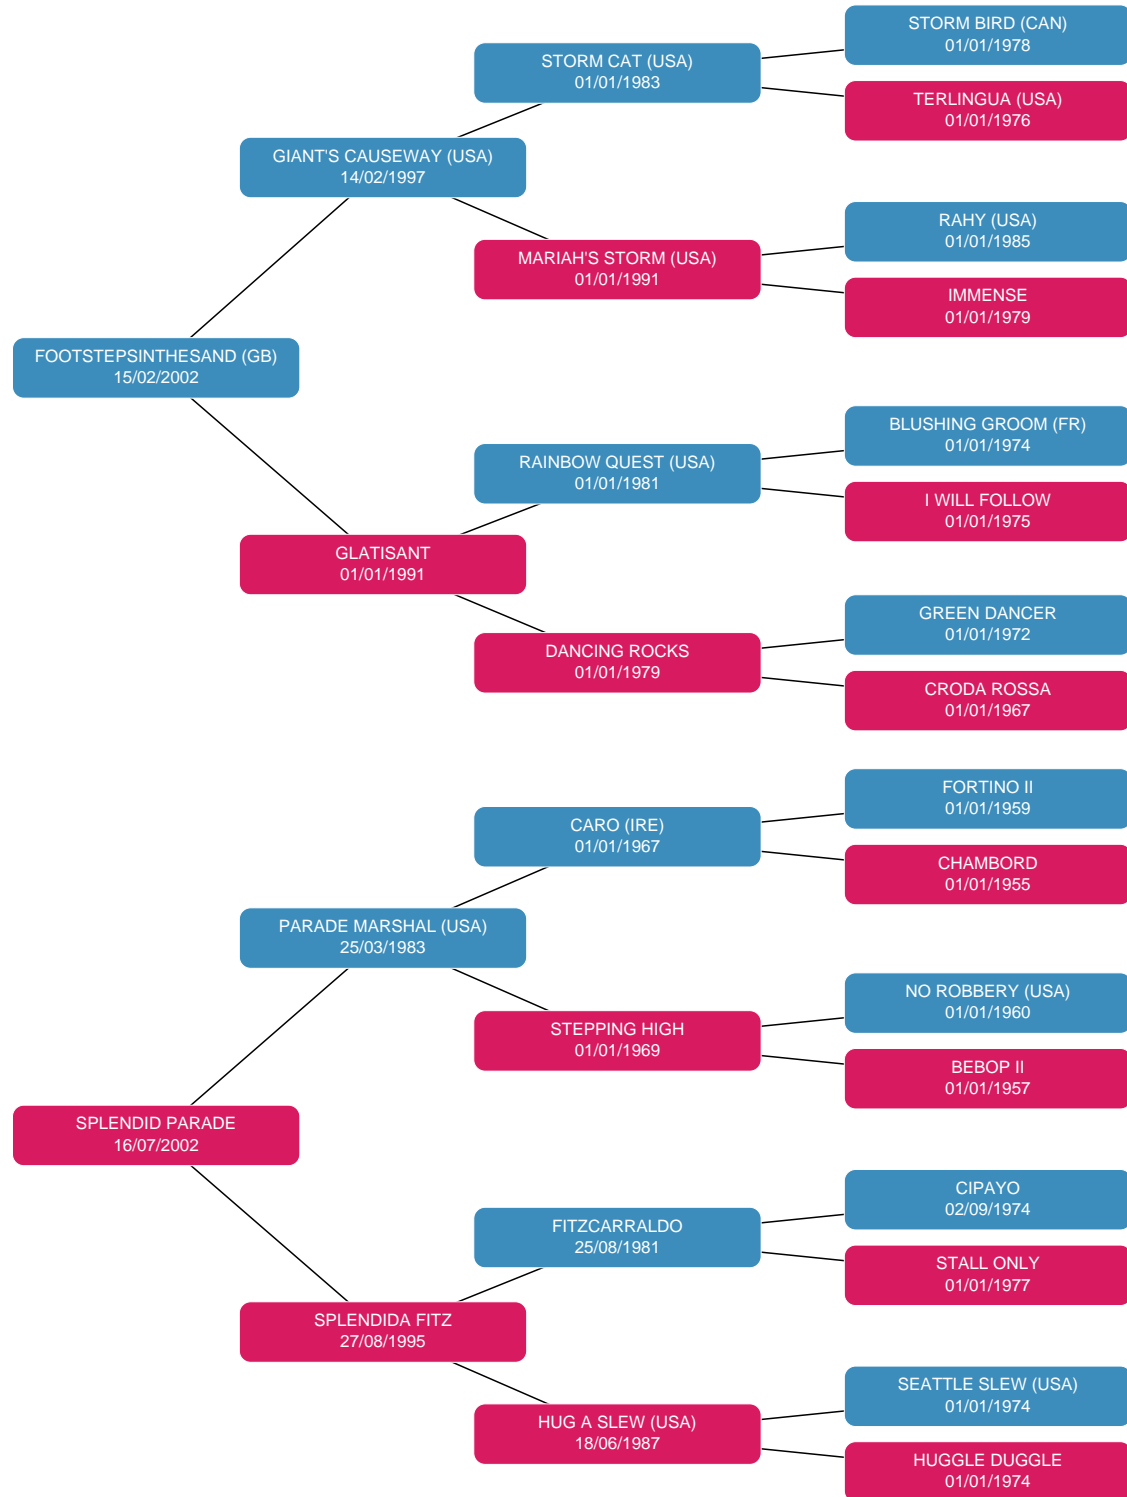 STORM BIRD (CAN)
01/01/1978
STORM CAT (USA)
01/01/1983
TERLINGUA (USA)
01/01/1976
GIANT'S CAUSEWAY (USA)
14/02/1997
RAHY (USA)
01/01/1985
MARIAH'S STORM (USA)
01/01/1991
IMMENSE
01/01/1979
FOOTSTEPSINTHESAND (GB)
15/02/2002
BLUSHING GROOM (FR)
01/01/1974
RAINBOW QUEST (USA)
01/01/1981
I WILL FOLLOW
01/01/1975
GLATISANT
01/01/1991
GREEN DANCER
01/01/1972
DANCING ROCKS
01/01/1979
CRODA ROSSA
01/01/1967
FORTINO II
01/01/1959
CARO (IRE)
01/01/1967
CHAMBORD
01/01/1955
PARADE MARSHAL (USA)
25/03/1983
NO ROBBERY (USA)
01/01/1960
STEPPING HIGH
01/01/1969
BEBOP II
01/01/1957
SPLENDID PARADE
16/07/2002
CIPAYO
02/09/1974
FITZCARRALDO
25/08/1981
STALL ONLY
01/01/1977
SPLENDIDA FITZ
27/08/1995
SEATTLE SLEW (USA)
01/01/1974
HUG A SLEW (USA)
18/06/1987
HUGGLE DUGGLE
01/01/1974